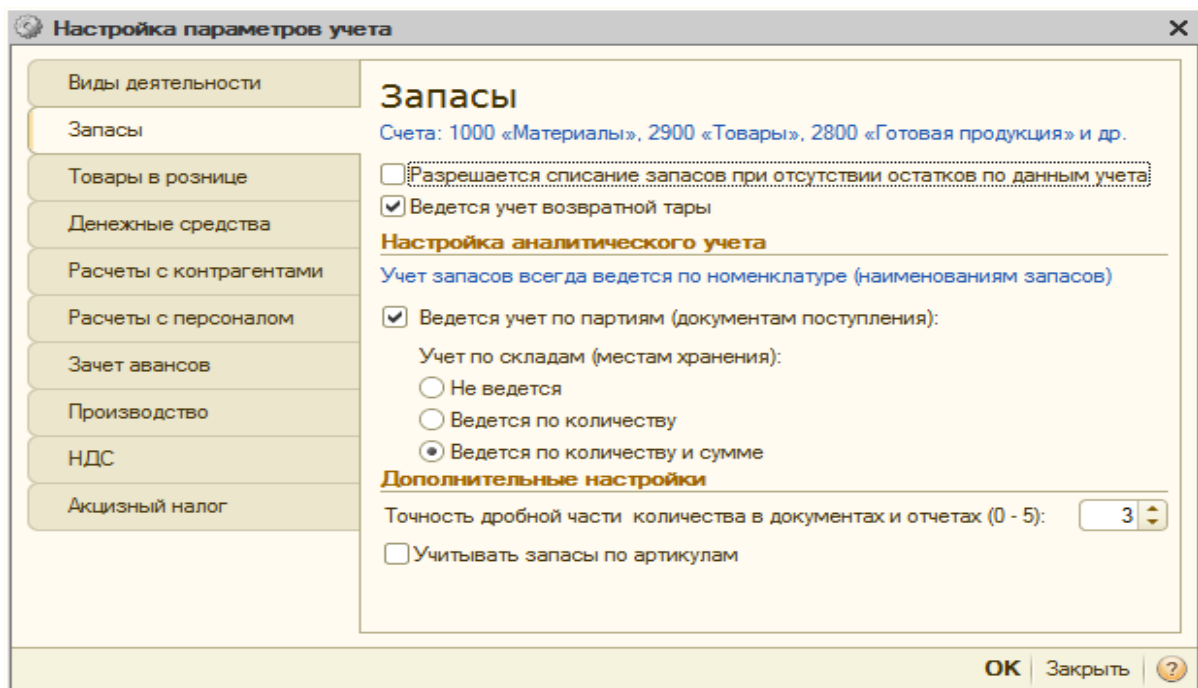 Настройка параметров учета
Виды деятельности
Запасы
Товары в рознице
Денежные средства
Расчеты с контрагентами
Расчеты с персоналом
Зачет авансов
Производство
НДС
Акцизный налог
Запасы
Счета: 1000 «Материалы», 2900 «Товары», 2800 «Готовая продукция» и др.
Разрешается списание запасов при отсутствии остатков по данным учета
Ведется учет возвратной тары
Настройка аналитического учета
Учет запасов всегда ведется по номенклатуре (наименованиям запасов)
Ведется учет по партиям (документам поступления):
Учет по складам (местам хранения):
Не ведется
Ведется по количеству
Ведется по количеству и сумме
Дополнительные настройки
Точность дробной части количества в документах и отчетах (0 - 5): 3
Учитывать запасы по артикулам
OK Закрыть ?